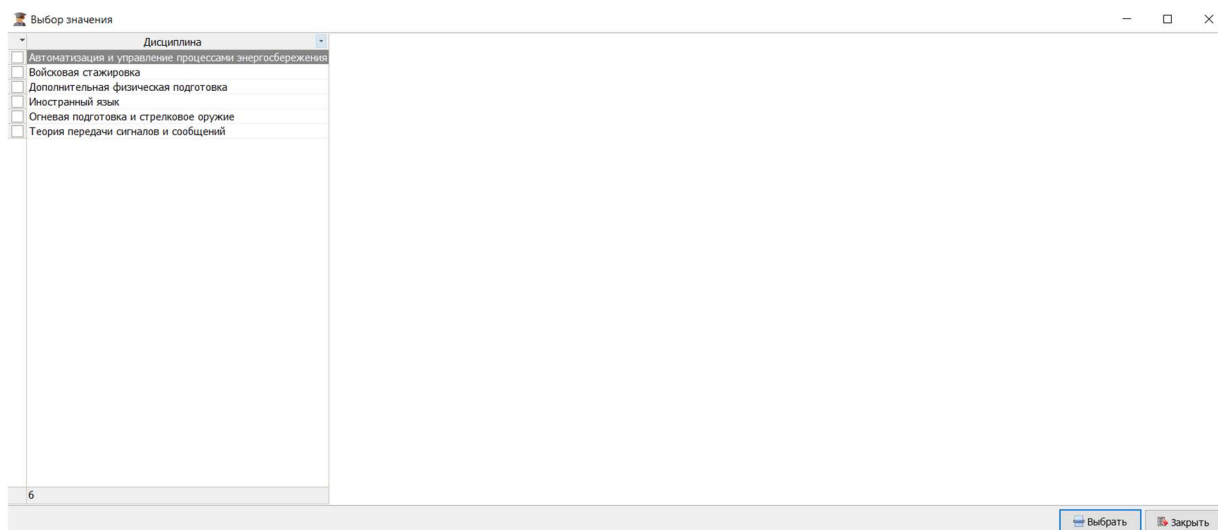 Выбор значения
Дисциплина
Автоматизация и управление процессами энергосбережения
Войсковая стажировка
Дополнительная физическая подготовка
Иностранный язык
Огневая подготовка и стрелковое оружие
Теория передачи сигналов и сообщений
6
Выбрать Закрыть